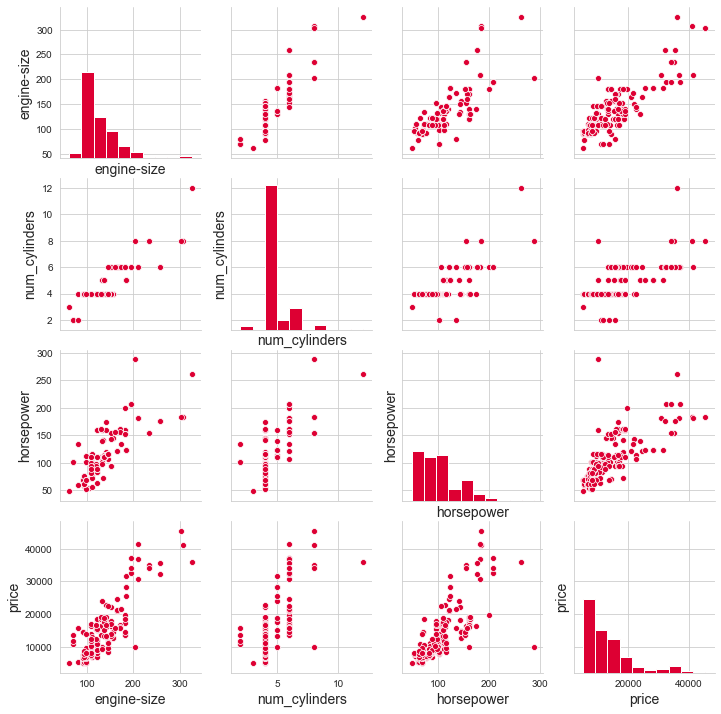 engine-size
300
250
200
150
100
50
engine-size
num_cylinders
12
10
8
6
4
2
num_cylinders
num_cylinders
horsepower
300
250
200
150
100
50
horsepower
horsepower
price
40000
30000
20000
10000
price
100 200 300
5 10
100 200 300
20000 40000
engine-size
num_cylinders
horsepower
price